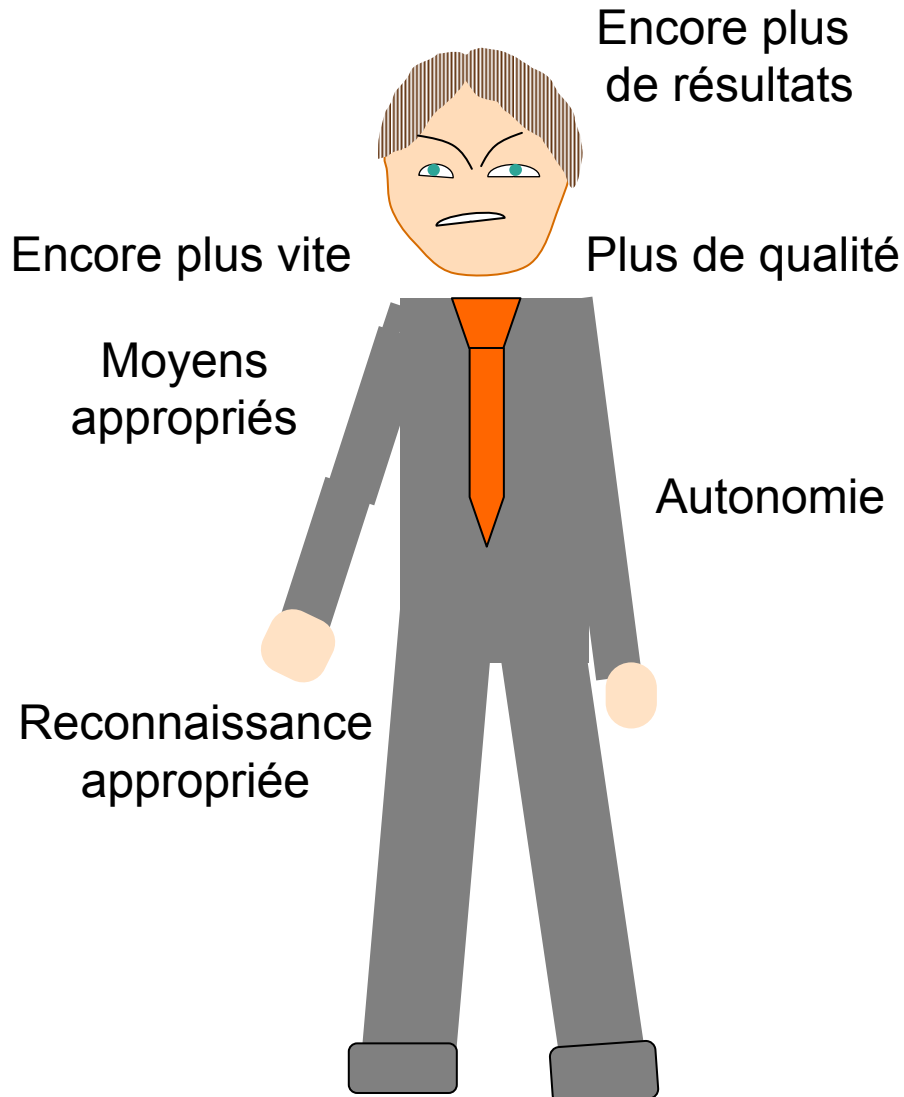 Encore plus
de résultats
Encore plus vite
Plus de qualité
Moyens
appropriés
Autonomie
Reconnaissance
appropriée